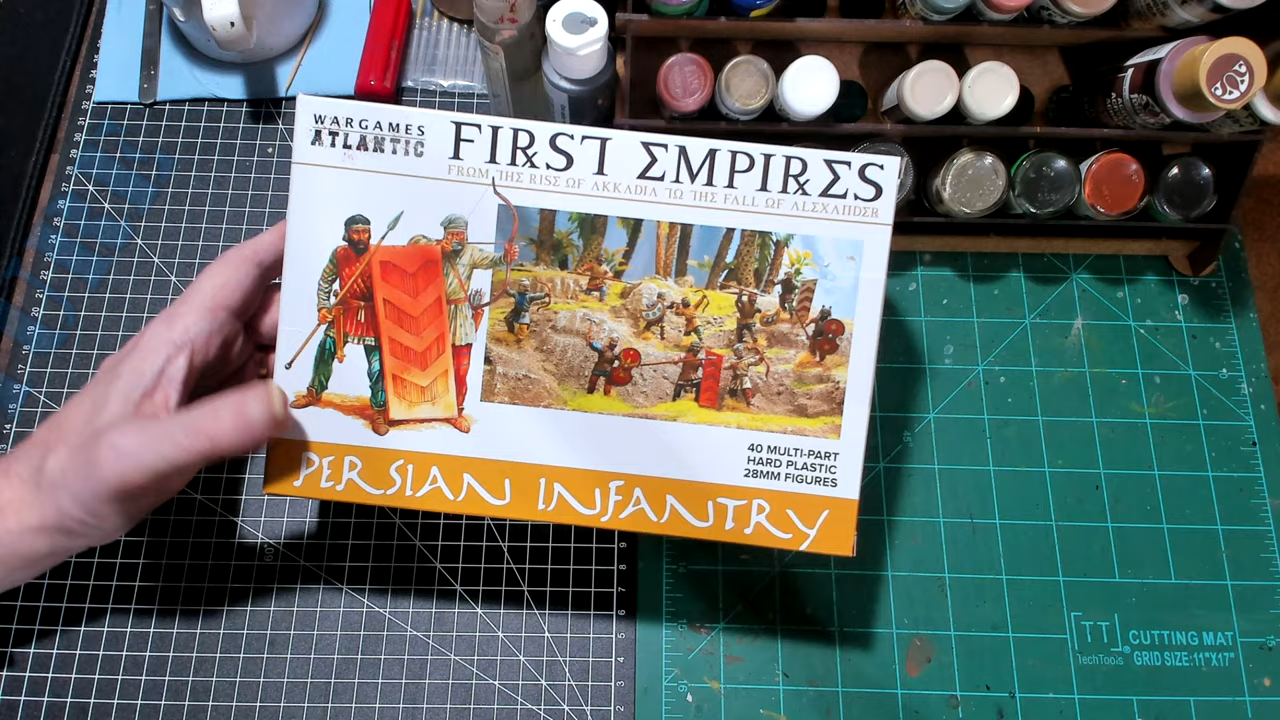 WARGAMES
ATLANTIC
FIRST EMPIRES
FROM THE RISE OF AKKADIA TO THE FALL OF ALEXANDER
40 MULTI-PART
HARD PLASTIC
28MM FIGURES
PERSIAN INFANTRY
TT
TechTools
CUTTING MAT
GRID SIZE:11"X17"